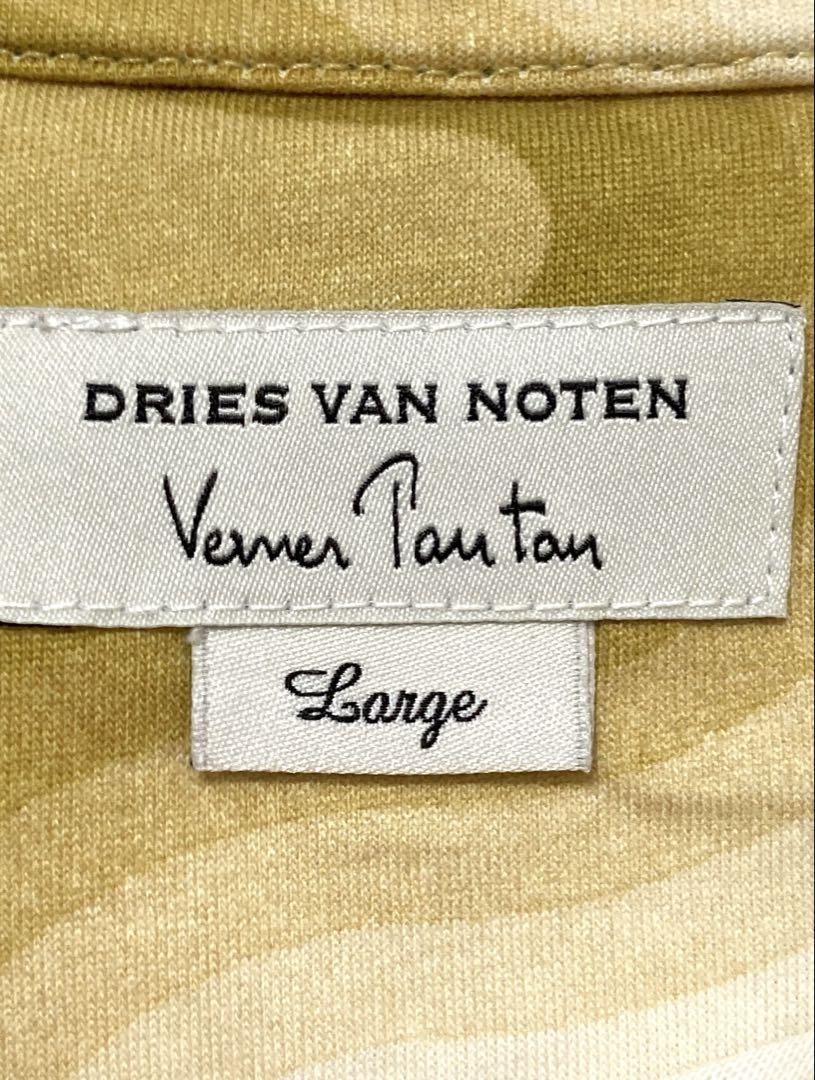 DRIES VAN NOTEN
Verner Panton
Large